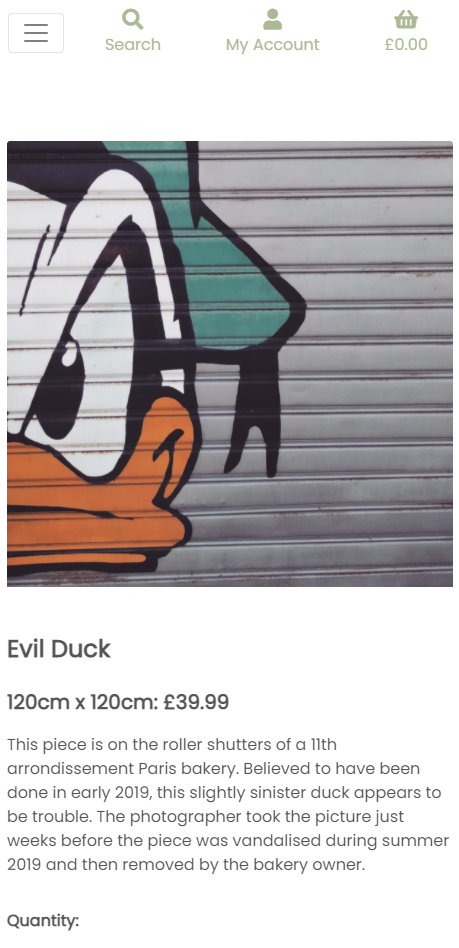 Search
My Account
£0.00
Evil Duck
120cm x 120cm: £39.99
This piece is on the roller shutters of a 11th
arrondissement Paris bakery. Believed to have been
done in early 2019, this slightly sinister duck appears to
be trouble. The photographer took the picture just
weeks before the piece was vandalised during summer
2019 and then removed by the bakery owner.
Quantity: